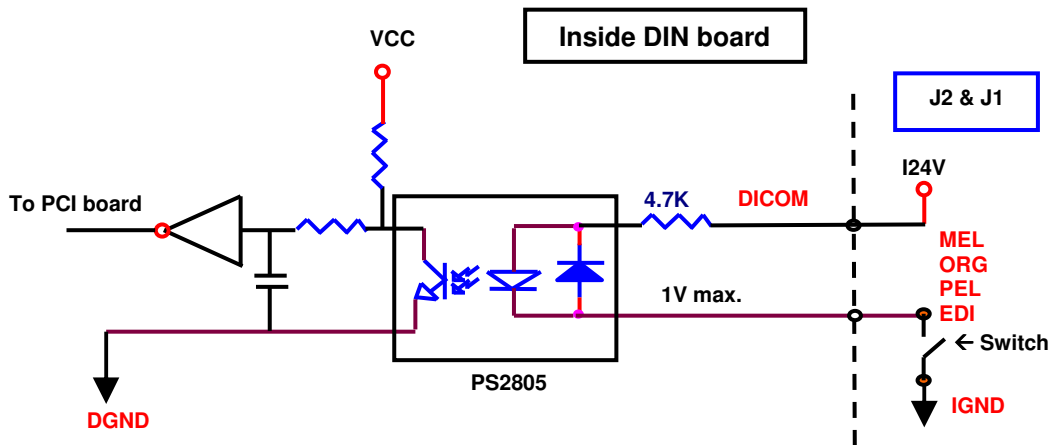 Inside DIN board
VCC
J2 & J1
I24V
To PCI board
4.7K
DICOM
MEL
ORG
PEL
EDI
1V max.
← Switch
PS2805
DGND
IGND